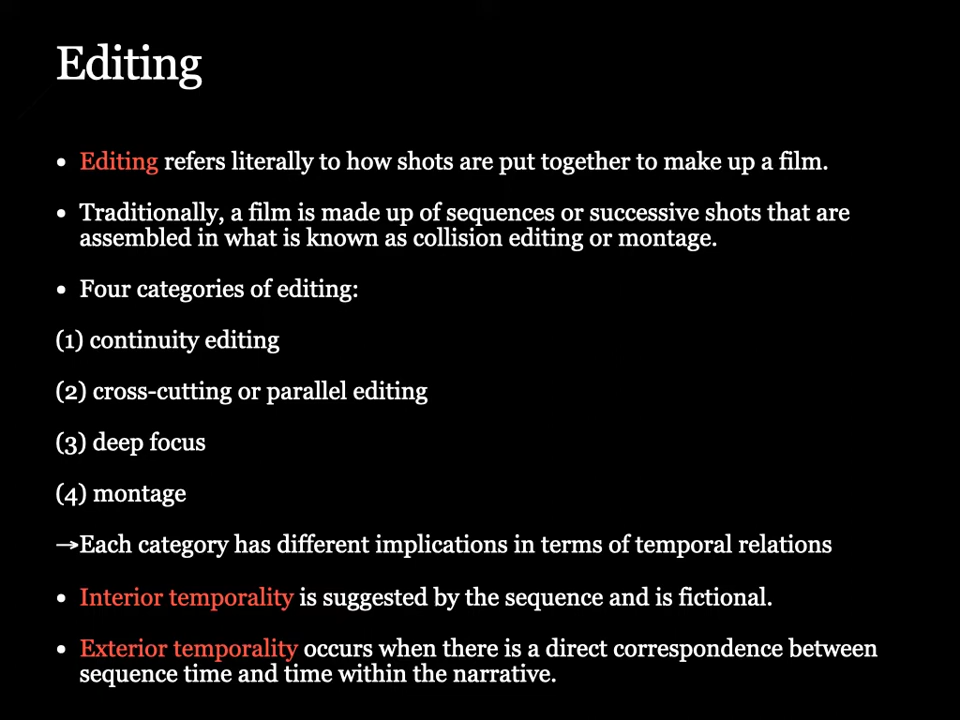 Editing
• Editing refers literally to how shots are put together to make up a film.
• Traditionally, a film is made up of sequences or successive shots that are
assembled in what is known as collision editing or montage.
• Four categories of editing:
(1) continuity editing
(2) cross-cutting or parallel editing
(3) deep focus
(4) montage
→Each category has different implications in terms of temporal relations
• Interior temporality is suggested by the sequence and is fictional.
• Exterior temporality occurs when there is a direct correspondence between
sequence time and time within the narrative.